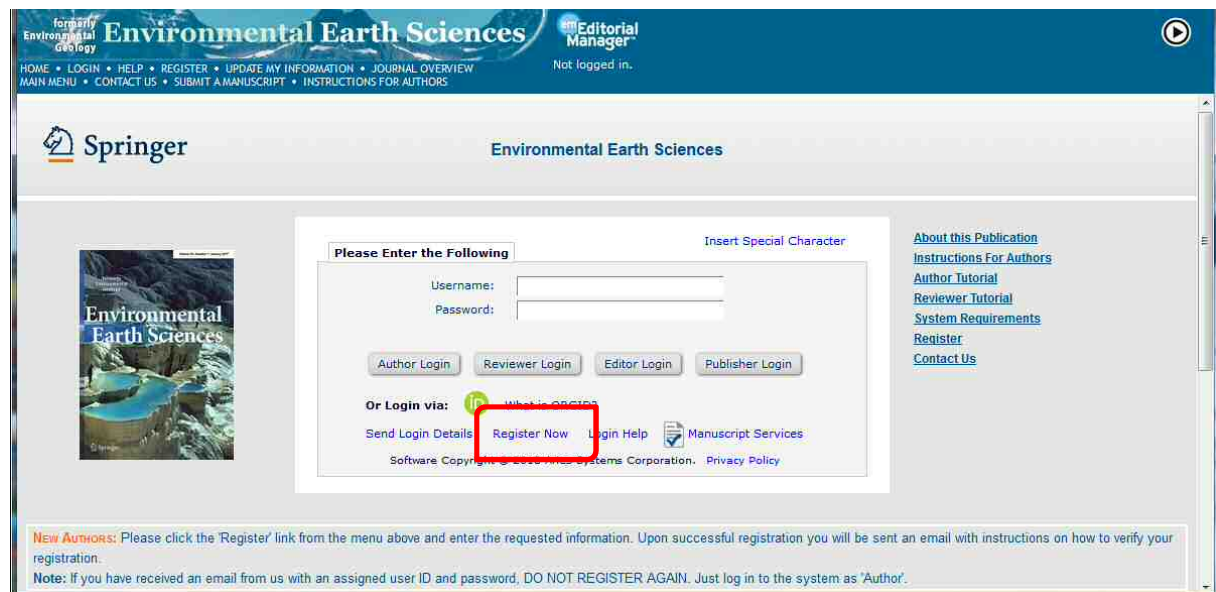 formerly
Environmental
Geology
Environmental Earth Sciences
em Editorial
Manager™
HOME • LOGIN • HELP • REGISTER • UPDATE MY INFORMATION • JOURNAL OVERVIEW
MAIN MENU • CONTACT US • SUBMIT A MANUSCRIPT • INSTRUCTIONS FOR AUTHORS
Not logged in.
Springer
Environmental Earth Sciences
Environmental
Earth Sciences
Springer
Please Enter the Following
Insert Special Character
Username:
Password:
Author Login Reviewer Login Editor Login Publisher Login
Or Login via: iD What is ORCID?
Send Login Details Register Now Login Help Manuscript Services
Software Copyright © Systems Corporation. Privacy Policy
About this Publication
Instructions For Authors
Author Tutorial
Reviewer Tutorial
System Requirements
Register
Contact Us
NEW AUTHORS: Please click the 'Register' link from the menu above and enter the requested information. Upon successful registration you will be sent an email with instructions on how to verify your
registration.
Note: If you have received an email from us with an assigned user ID and password, DO NOT REGISTER AGAIN. Just log in to the system as 'Author'.